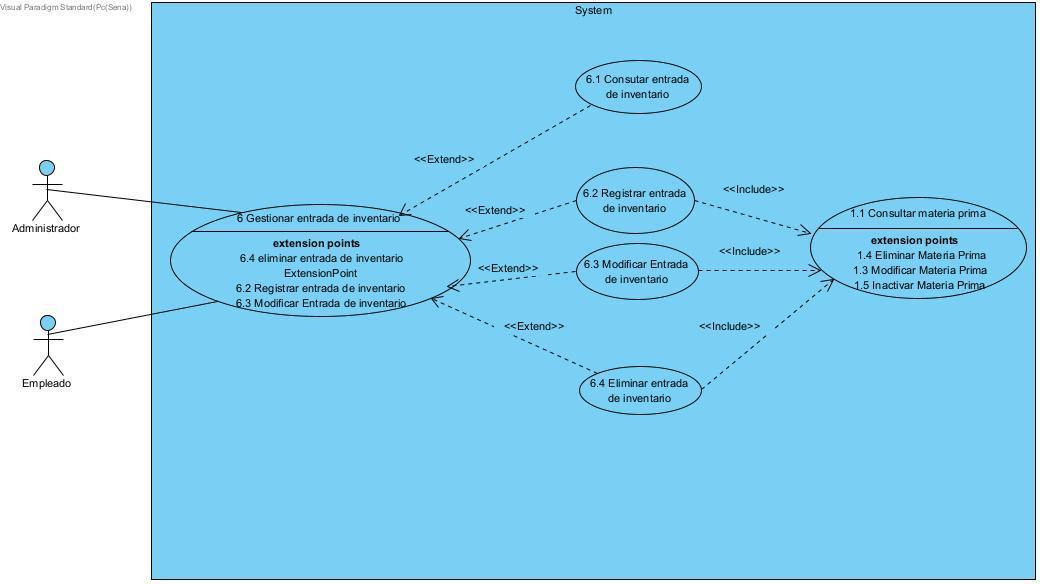 Visual Paradigm Standard(Pc(Sena))
System
6.1 Consutar entrada
de inventario
<<Extend>>
Administrador
6.2 Registrar entrada
de inventario
<<Extend>>
<<Include>>
6 Gestionar entrada de inventario
extension points
6.4 eliminar entrada de inventario
ExtensionPoint
6.2 Registrar entrada de inventario
6.3 Modificar Entrada de inventario
<<Extend>>
6.3 Modificar Entrada
de inventario
<<Include>>
1.1 Consultar materia prima
extension points
1.4 Eliminar Materia Prima
1.3 Modificar Materia Prima
1.5 Inactivar Materia Prima
Empleado
<<Extend>>
<<Include>>
6.4 Eliminar entrada
de inventario